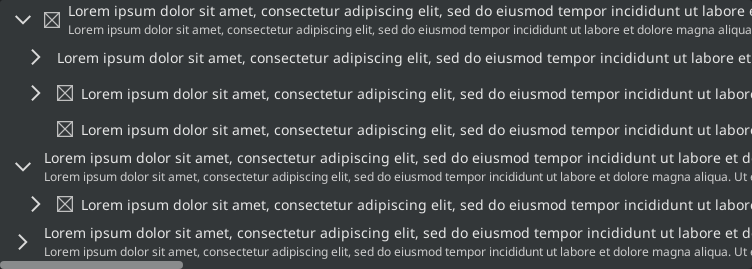 Lorem ipsum dolor sit amet, consectetur adipiscing elit, sed do eiusmod tempor incididunt ut labore
Lorem ipsum dolor sit amet, consectetur adipiscing elit, sed do eiusmod tempor incididunt ut labore et dolore magna aliqua
Lorem ipsum dolor sit amet, consectetur adipiscing elit, sed do eiusmod tempor incididunt ut labore et
Lorem ipsum dolor sit amet, consectetur adipiscing elit, sed do eiusmod tempor incididunt ut labor
Lorem ipsum dolor sit amet, consectetur adipiscing elit, sed do eiusmod tempor incididunt ut labor
Lorem ipsum dolor sit amet, consectetur adipiscing elit, sed do eiusmod tempor incididunt ut labore et d
Lorem ipsum dolor sit amet, consectetur adipiscing elit, sed do eiusmod tempor incididunt ut labore et dolore magna aliqua. Ut
Lorem ipsum dolor sit amet, consectetur adipiscing elit, sed do eiusmod tempor incididunt ut labor
Lorem ipsum dolor sit amet, consectetur adipiscing elit, sed do eiusmod tempor incididunt ut labore et d
Lorem ipsum dolor sit amet, consectetur adipiscing elit, sed do eiusmod tempor incididunt ut labore et dolore magna aliqua. Ut